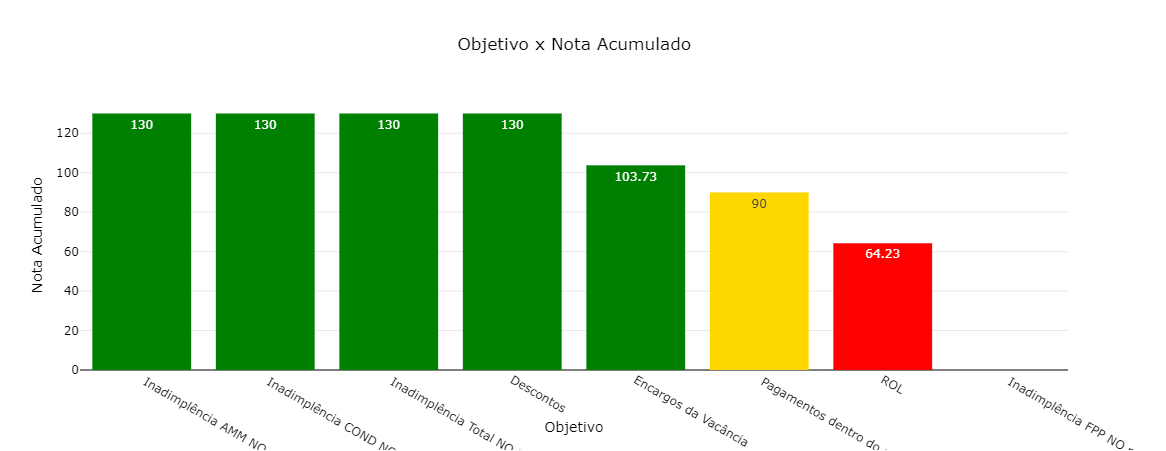 Objetivo x Nota Acumulado
Nota Acumulado
120
100
80
60
40
20
0
130
130
130
130
103.73
90
64.23
Inadimplência AMM NO
Inadimplência COND NO
Inadimplência Total NO
Descontos
Encargos da Vacância
Pagamentos dentro do
ROL
Inadimplência FPP NO
Objetivo